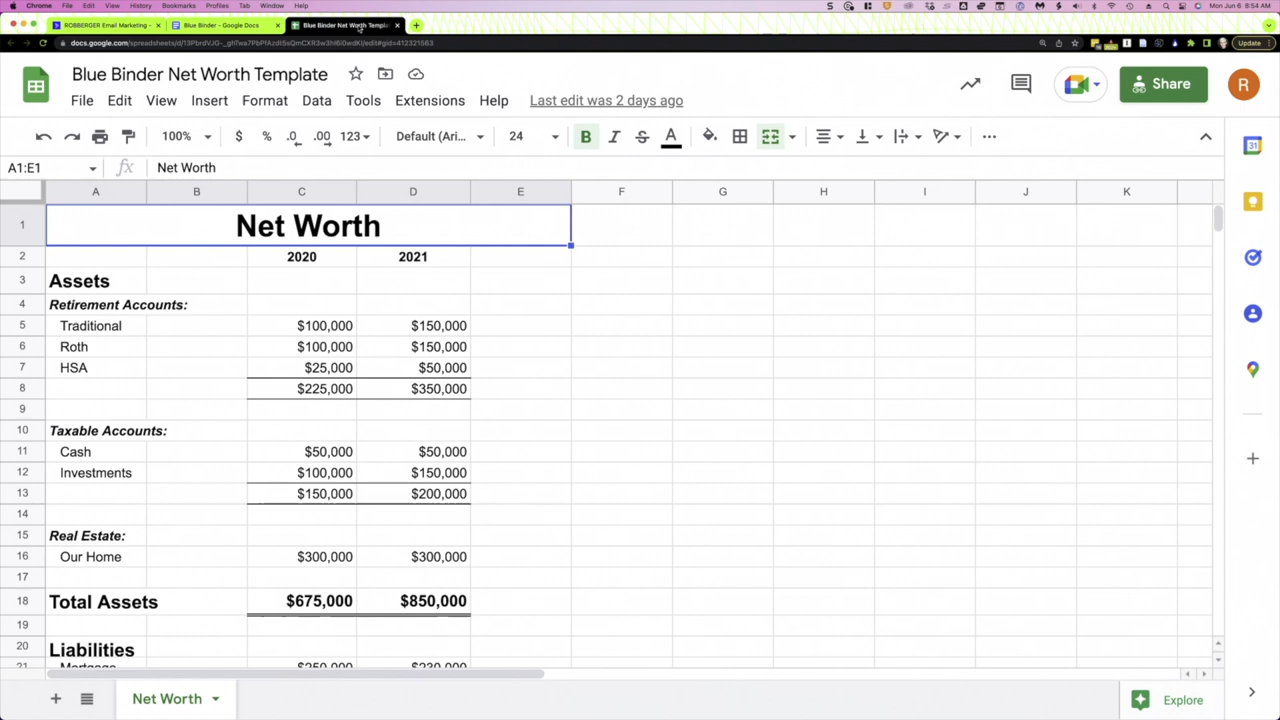 Chrome File Edit View History Bookmarks Profiles Tab Window Help Mon Jun 6 8:54 AM
ROBBERGER Email Marketing - Blue Binder - Google Docs Blue Binder Net Worth Templa
docs.google.com/spreadsheets/d/ Update
Blue Binder Net Worth Template
File Edit View Insert Format Data Tools Extensions Help Last edit was 2 days ago
Share R
100% $ % .0 .00 123 Default (Ari... 24 B I S A
A1:E1 fx Net Worth
A B C D E F G H I J K
1 Net Worth
2 2020 2021
3 Assets
4 Retirement Accounts:
5 Traditional $100,000 $150,000
6 Roth $100,000 $150,000
7 HSA $25,000 $50,000
8 $225,000 $350,000
9
10 Taxable Accounts:
11 Cash $50,000 $50,000
12 Investments $100,000 $150,000
13 $150,000 $200,000
14
15 Real Estate:
16 Our Home $300,000 $300,000
17
18 Total Assets $675,000 $850,000
19
20 Liabilities
21 Mortgage $250,000 $230,000
Net Worth Explore
31